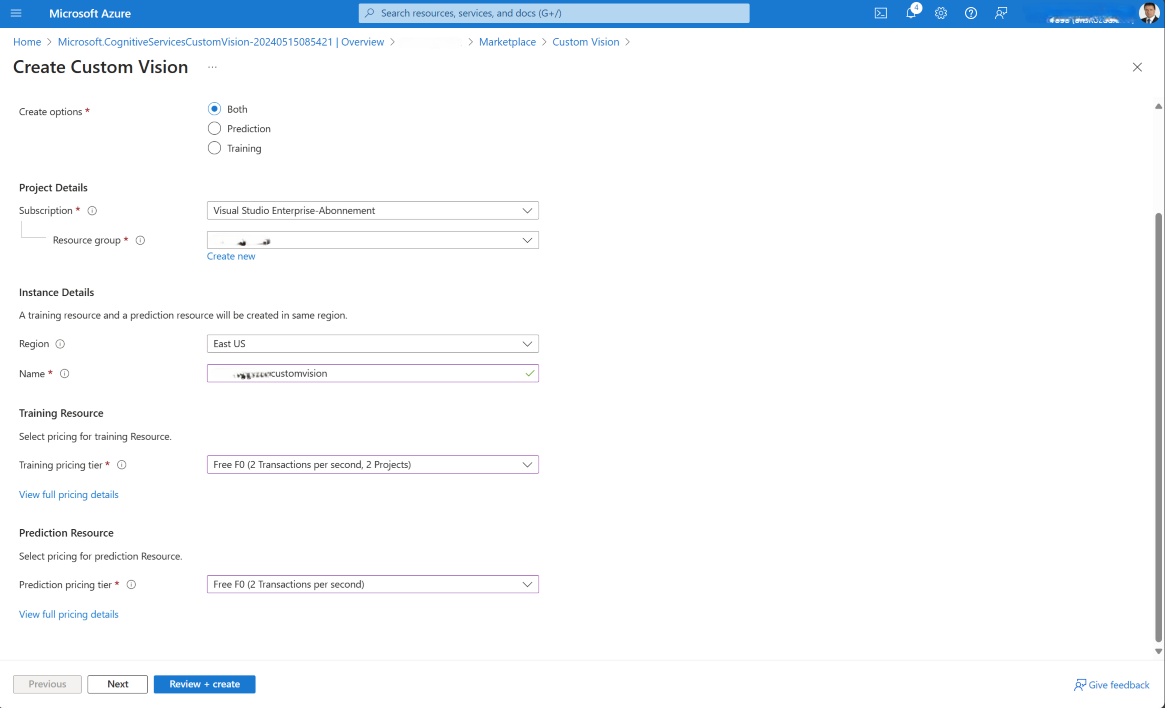 Microsoft Azure
Search resources, services, and docs (G+/)
4
Home > Microsoft.CognitiveServicesCustomVision-20240515085421 | Overview > > Marketplace > Custom Vision >
Create Custom Vision ...
Create options *
Both
Prediction
Training
Project Details
Subscription *
Visual Studio Enterprise-Abonnement
Resource group *
Create new
Instance Details
A training resource and a prediction resource will be created in same region.
Region
East US
Name *
customvision
Training Resource
Select pricing for training Resource.
Training pricing tier *
Free F0 (2 Transactions per second, 2 Projects)
View full pricing details
Prediction Resource
Select pricing for prediction Resource.
Prediction pricing tier *
Free F0 (2 Transactions per second)
View full pricing details
Previous
Next
Review + create
Give feedback